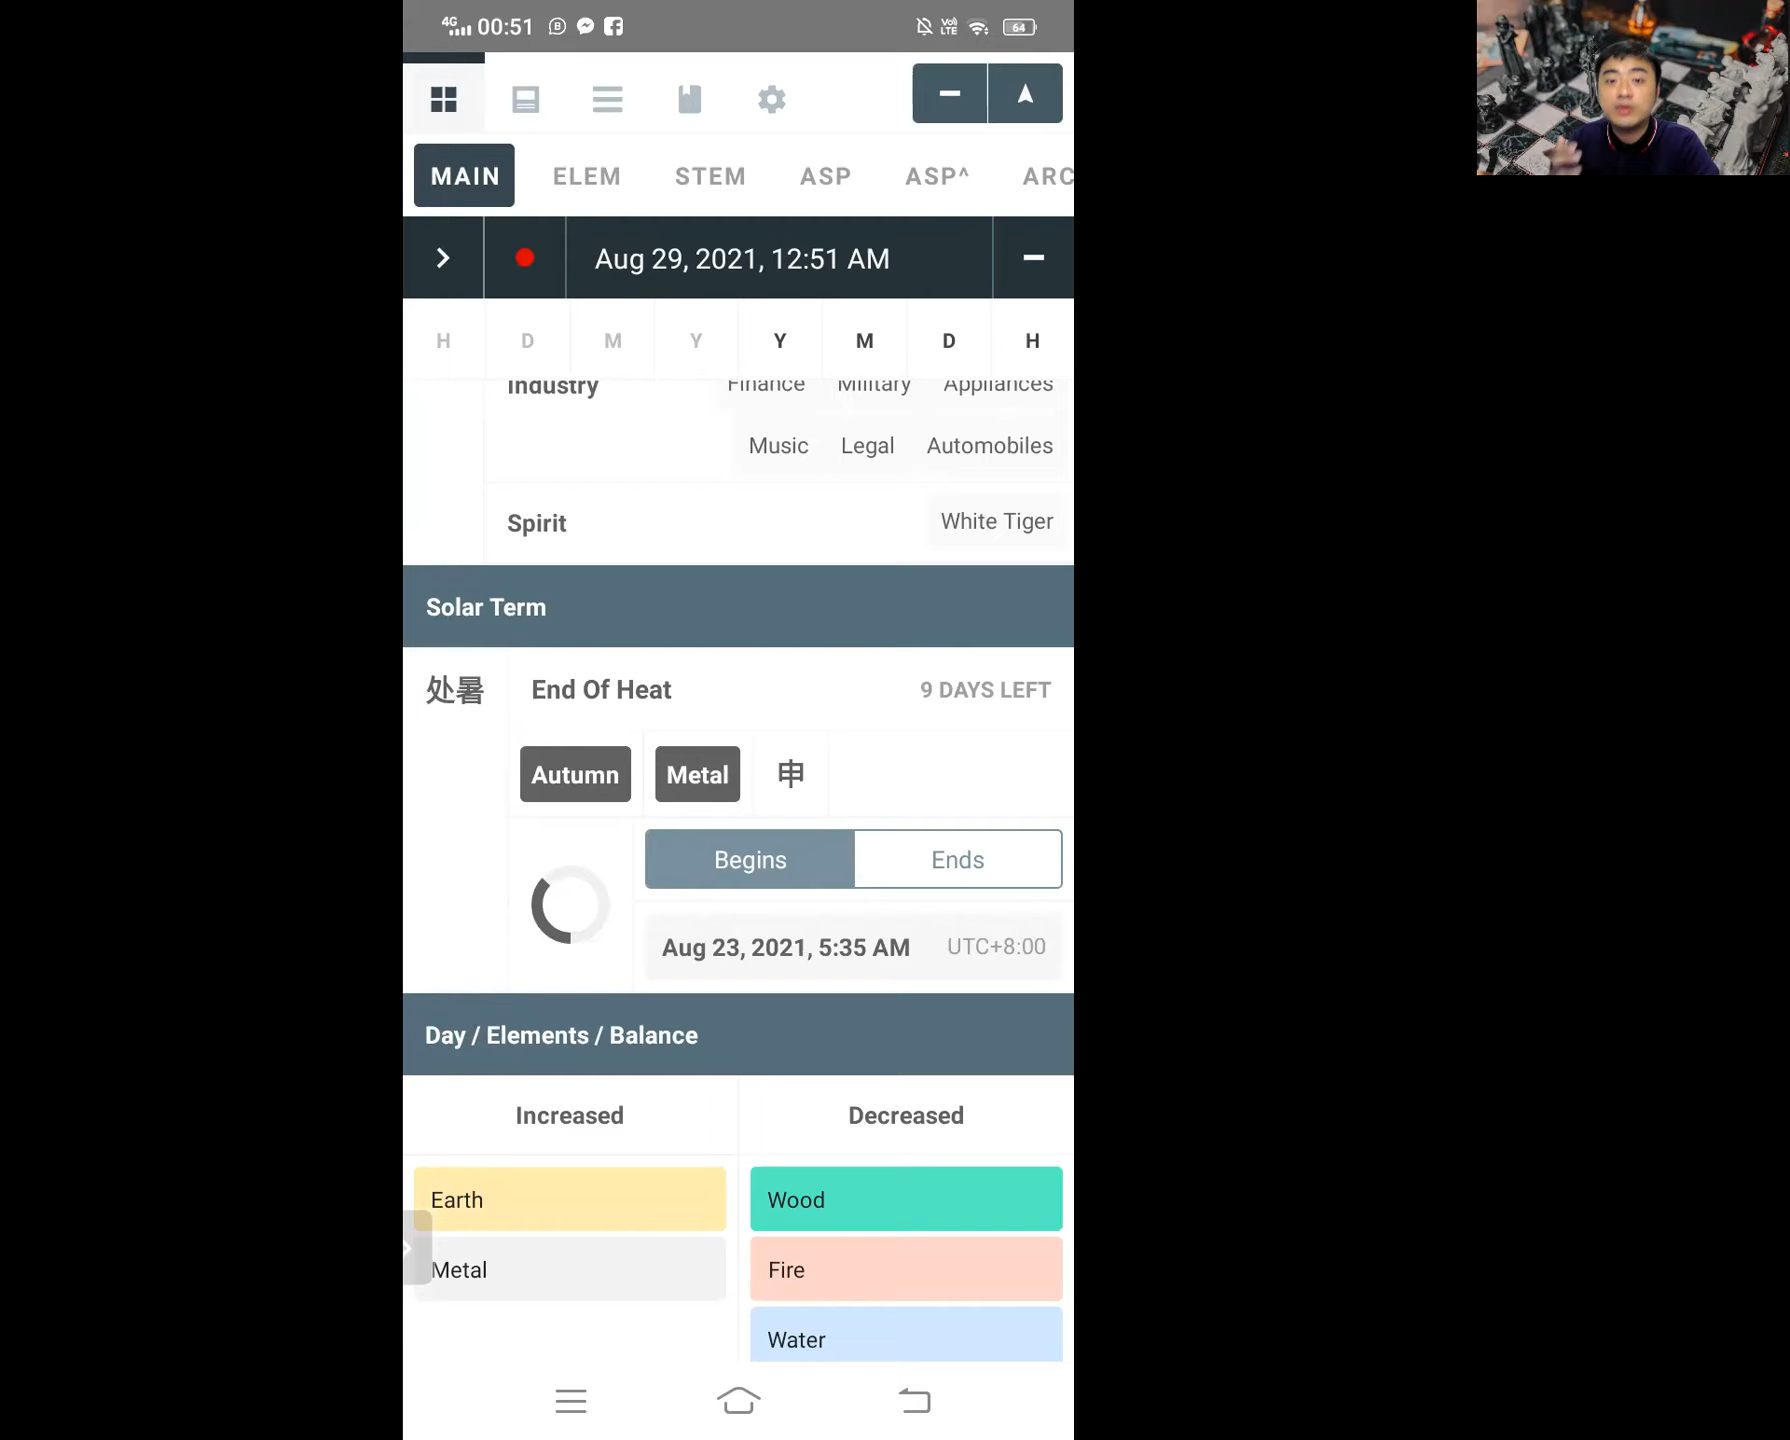 4G 00:51 VoLTE 64
MAIN ELEM STEM ASP ASP^ ARC
Aug 29, 2021, 12:51 AM
H D M Y Y M D H
Industry Finance Military Appliances
Music Legal Automobiles
Spirit White Tiger
Solar Term
处暑 End Of Heat 9 DAYS LEFT
Autumn Metal 申
Begins Ends
Aug 23, 2021, 5:35 AM UTC+8:00
Day / Elements / Balance
Increased Decreased
Earth Wood
Metal Fire
Water